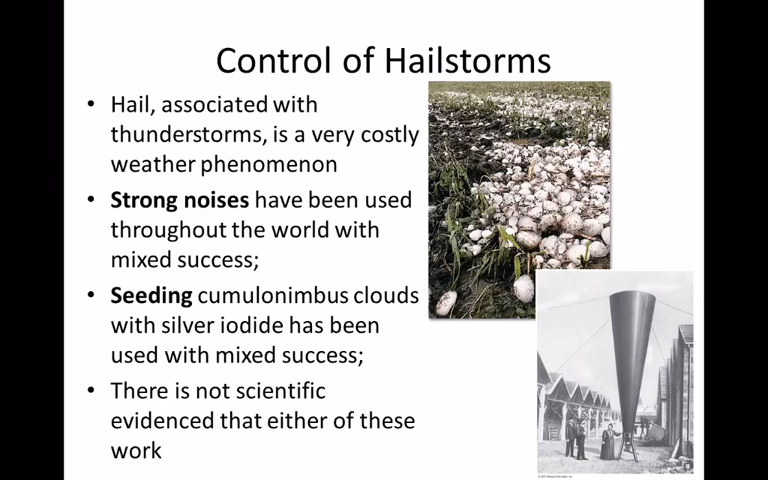 Control of Hailstorms
• Hail, associated with
thunderstorms, is a very costly
weather phenomenon
• Strong noises have been used
throughout the world with
mixed success;
• Seeding cumulonimbus clouds
with silver iodide has been
used with mixed success;
• There is not scientific
evidenced that either of these
work